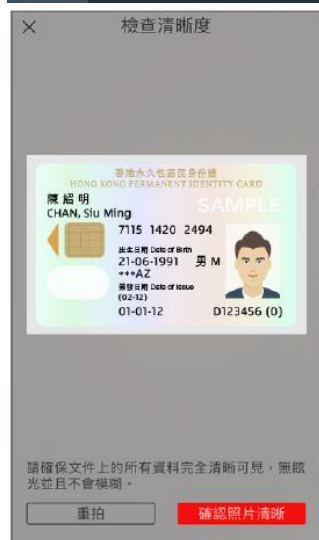 檢查清晰度
香港永久性居民身份證
HONG KONG PERMANENT IDENTITY CARD
SAMPLE
陳紹明
CHAN, Siu Ming
7115 1420 2494
出生日期 Date of Birth
21-06-1991 男 M
***AZ
簽發日期 Date of Issue
(02-12)
01-01-12
D123456 (0)
請確保文件上的所有資料完全清晰可見，無眩
光並且不會模糊。
重拍
確認照片清晰